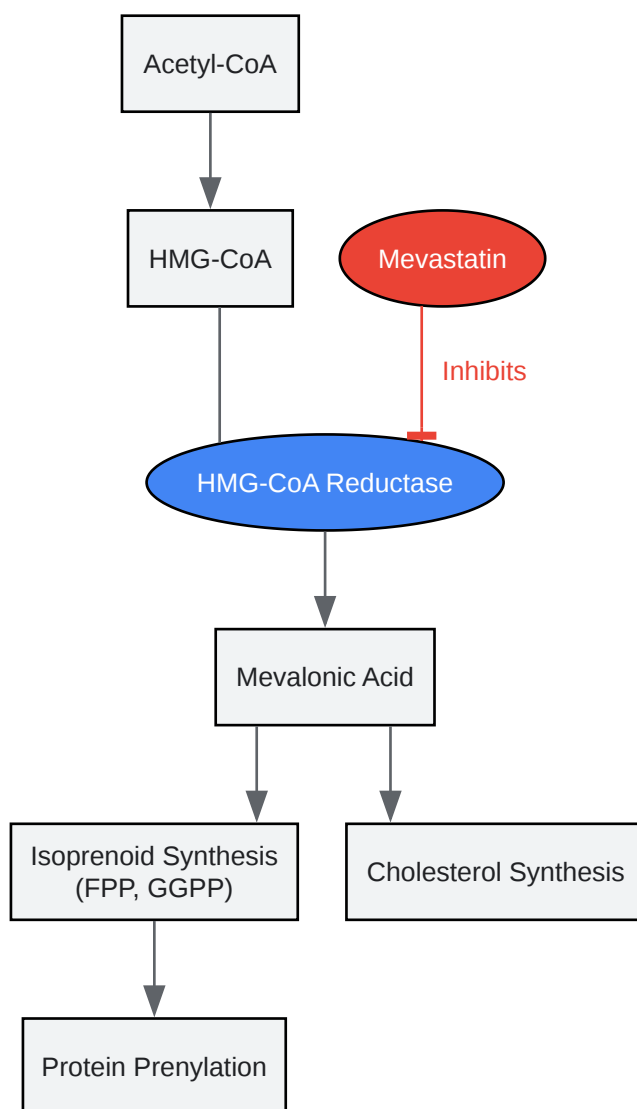 Acetyl-CoA
HMG-CoA
Mevastatin
Inhibits
HMG-CoA Reductase
Mevalonic Acid
Isoprenoid Synthesis
(FPP, GGPP)
Cholesterol Synthesis
Protein Prenylation